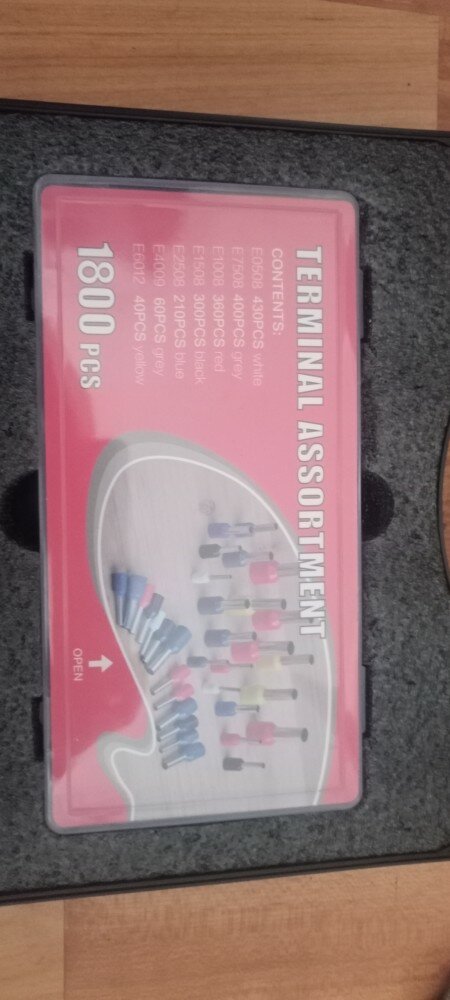 TERMINAL ASSORTMENT
CONTENTS:
E0508 430PCS white
E7508 400PCS grey
E1008 360PCS red
E1508 300PCS black
E2508 210PCS blue
E4009 60PCS grey
E6012 40PCS yellow
1800 PCS
OPEN